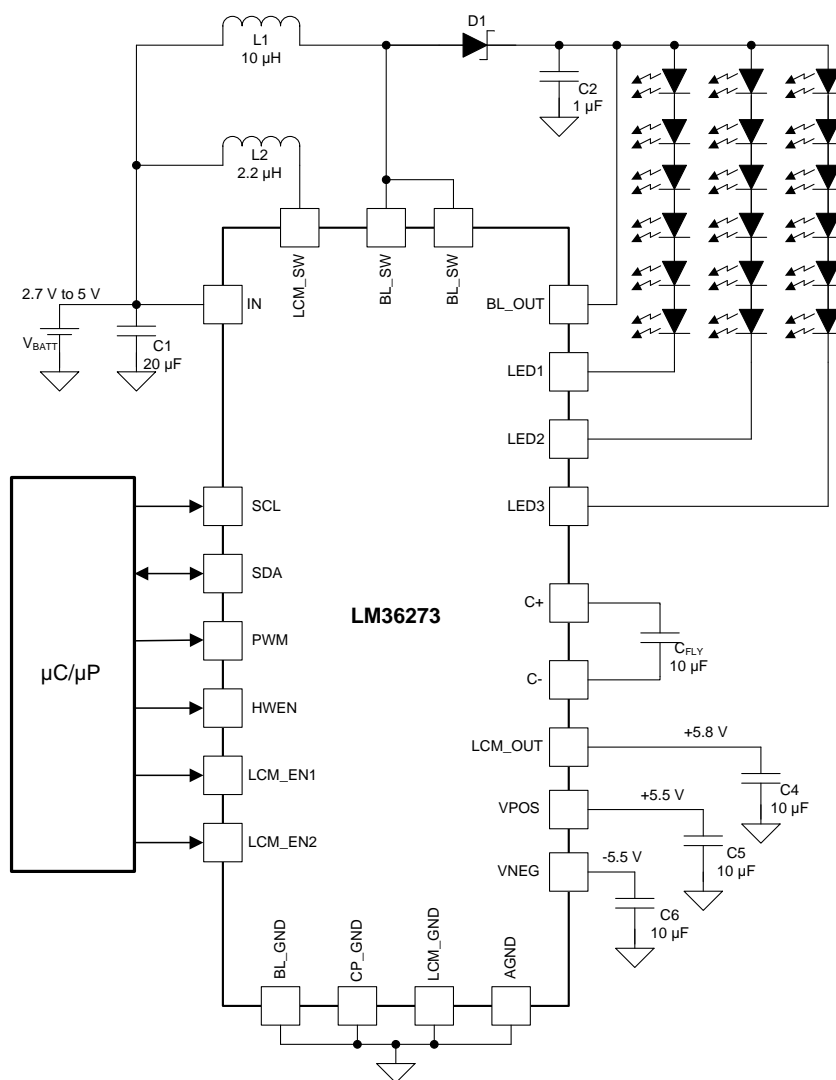 D1
L1
10 µH
C2
1 µF
L2
2.2 µH
LCM_SW
BL_SW
BL_SW
2.7 V to 5 V
IN
BL_OUT
VBATT
C1
20 µF
LED1
LED2
LED3
SCL
SDA
PWM
HWEN
LCM_EN1
LCM_EN2
µC/µP
LM36273
C+
C-
CFLY
10 µF
LCM_OUT
+5.8 V
C4
10 µF
VPOS
+5.5 V
C5
10 µF
VNEG
-5.5 V
C6
10 µF
BL_GND
CP_GND
LCM_GND
AGND